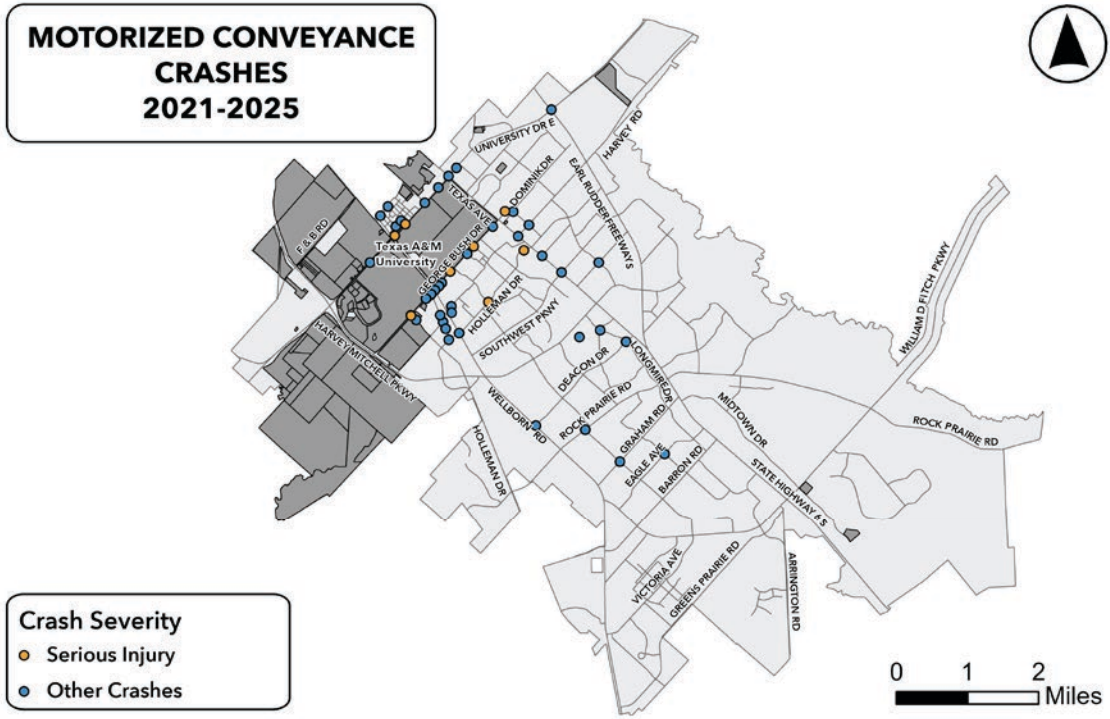 MOTORIZED CONVEYANCE
CRASHES
2021-2025
UNIVERSITY DR E
HARVEY RD
DOMINIK DR
EARL RUDDER FREEWAY S
TEXAS AVE
F & B RD
Texas A&M
University
GEORGE BUSH DR E
HOLLEMAN DR
SOUTHWEST PKWY
WILLIAM D FITCH PKWY
HARVEY MITCHELL PKWY
DEACON DR
LONGMIRE DR
WELLBORN RD
ROCK PRAIRIE RD
GRAHAM RD
MIDTOWN DR
ROCK PRAIRIE RD
HOLLEMAN DR
EAGLE AVE
BARRON RD
STATE HIGHWAY 6 S
VICTORIA AVE
GREENS PRAIRIE RD
ARRINGTON RD
Crash Severity
Serious Injury
Other Crashes
0 1 2
Miles